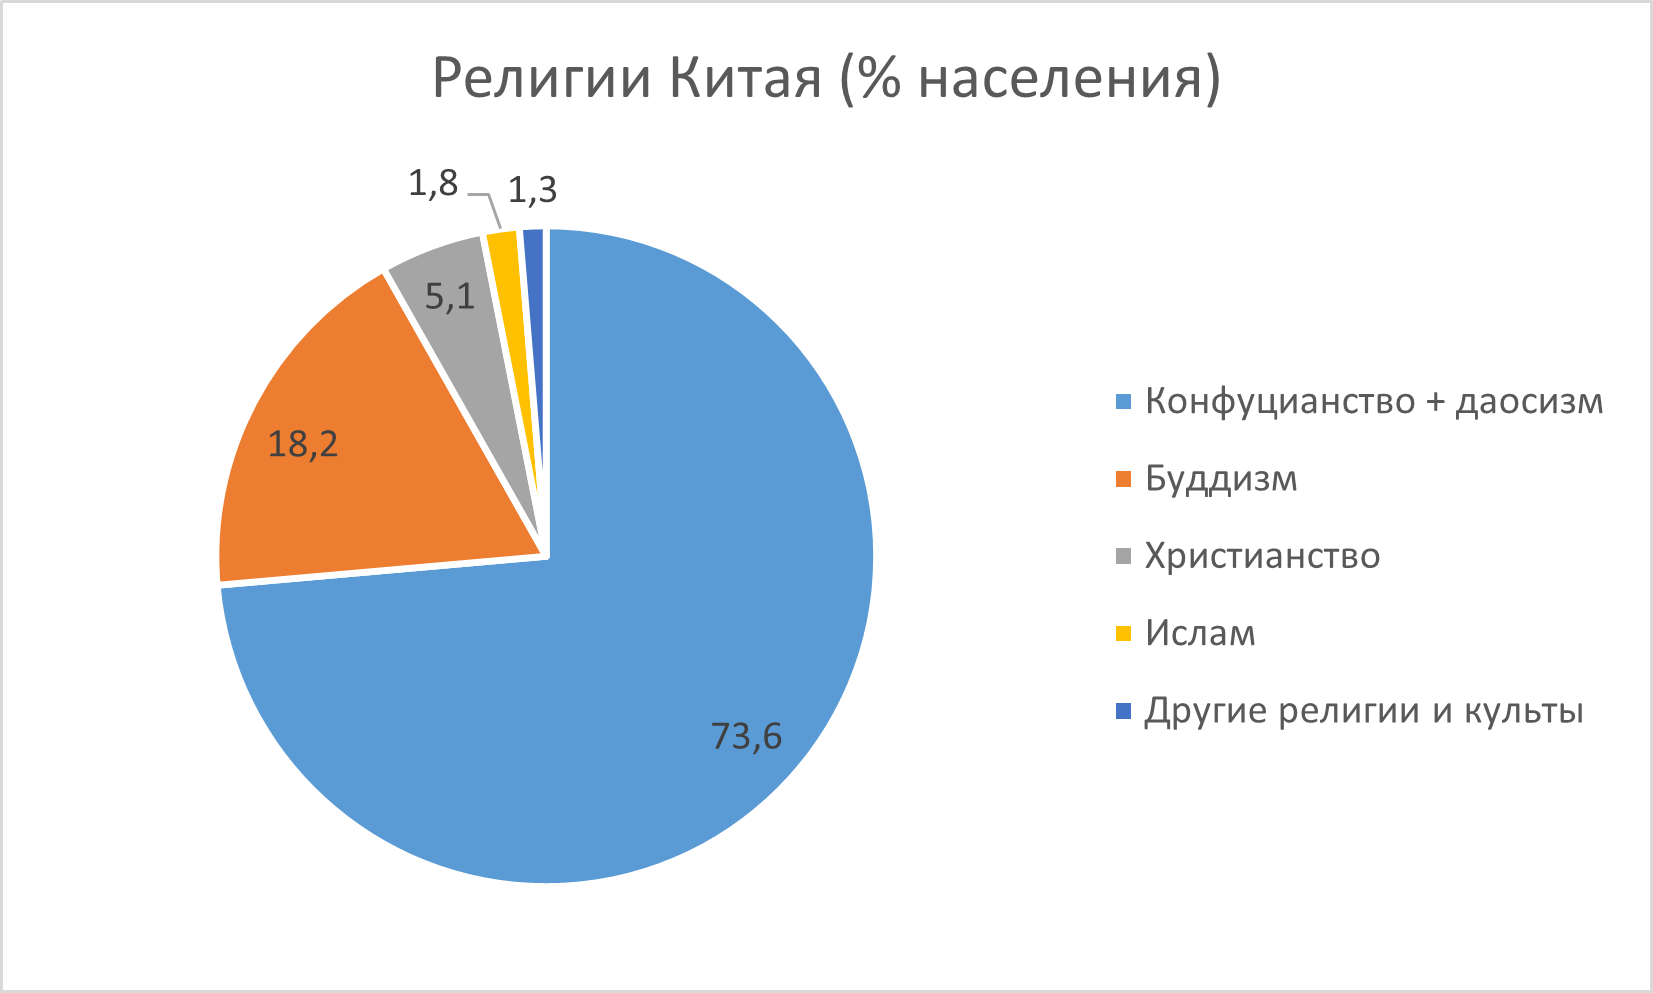 Религии Китая (% населения)
1,8
1,3
5,1
18,2
73,6
Конфуцианство + даосизм
Буддизм
Христианство
Ислам
Другие религии и культы